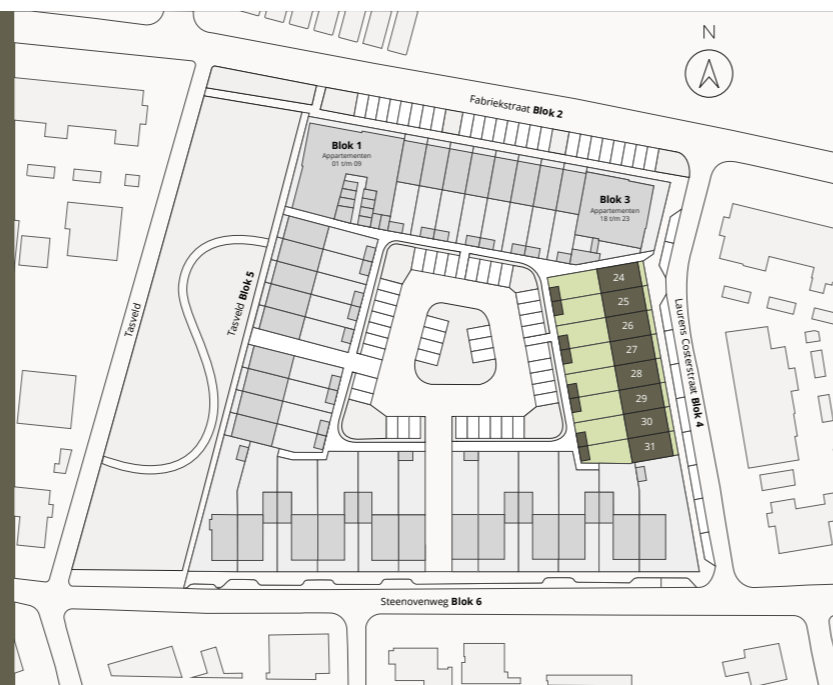 N
Fabriekstraat Blok 2
Blok 1
Appartementen
01 t/m 09
Blok 3
Appartementen
18 t/m 23
24
25
26
27
28
29
30
31
Tasveld
Tasveld Blok 5
Laurens Costerstraat Blok 4
Steenovenweg Blok 6